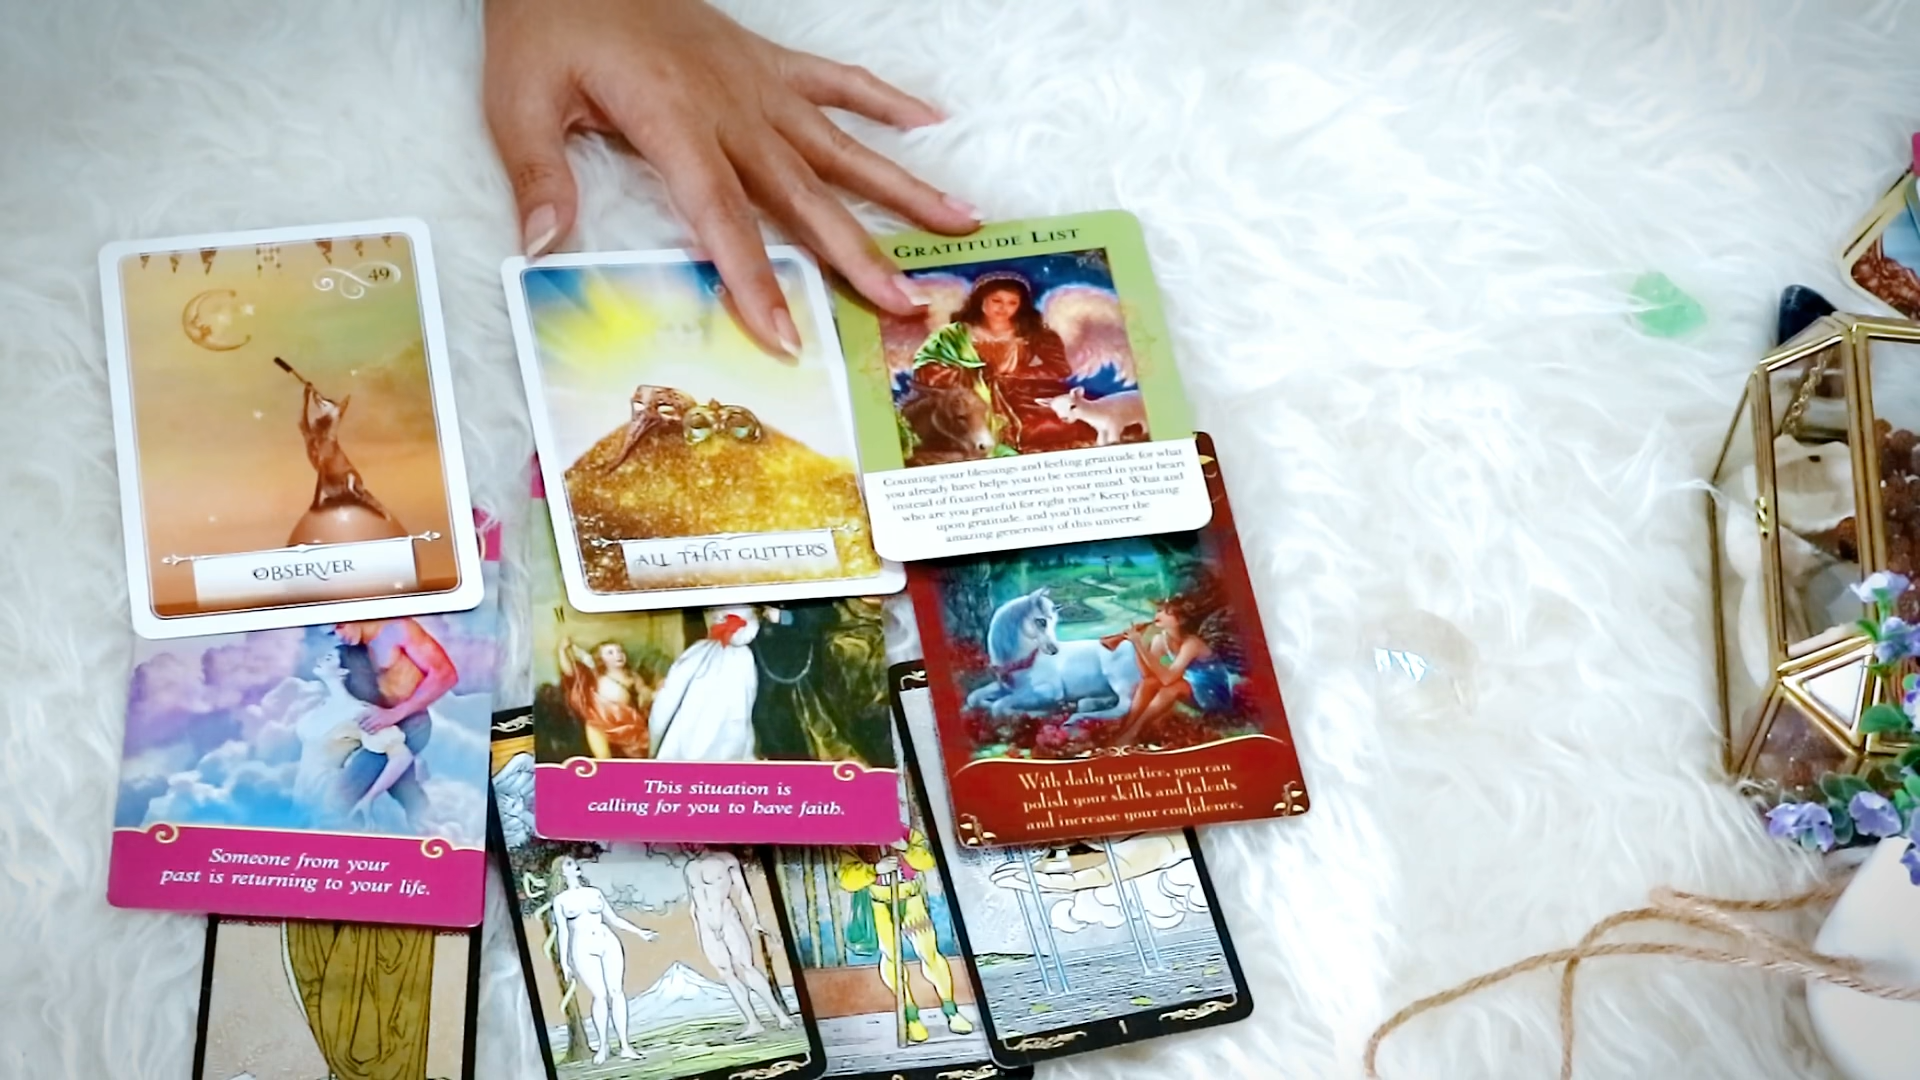 49
OBSERVER
Someone from your
past is returning to your life.
ALL THAT GLITTERS
This situation is
calling for you to have faith.
GRATITUDE LIST
Counting your blessings and feeling gratitude for what
you already have helps you to be centered in your heart
instead of fixated on worries in your mind. What and
who are you grateful for right now? Keep focusing
upon gratitude, and you'll discover the
amazing generosity of this universe
With daily practice, you can
polish your skills and talents
and increase your confidence.
I